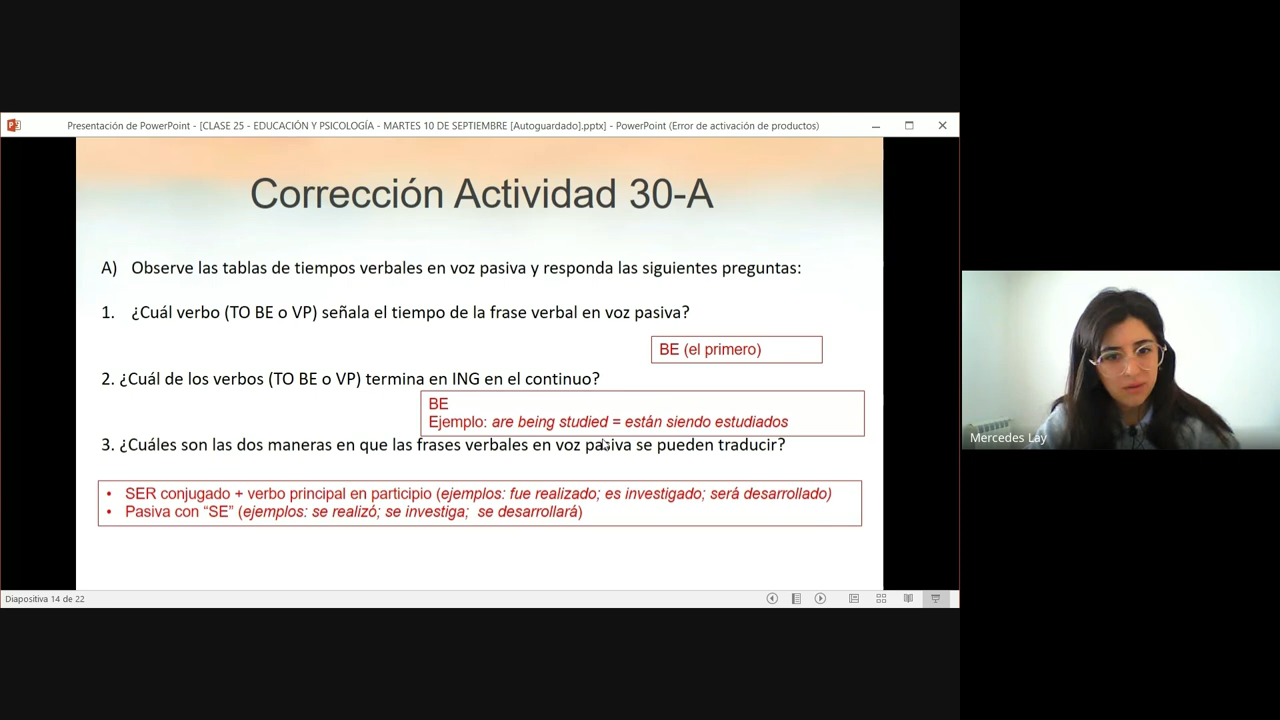 Presentación de PowerPoint - [CLASE 25 - EDUCACIÓN Y PSICOLOGÍA - MARTES 10 DE SEPTIEMBRE [Autoguardado].pptx] - PowerPoint (Error de activación de productos)
Corrección Actividad 30-A
A) Observe las tablas de tiempos verbales en voz pasiva y responda las siguientes preguntas:
1. ¿Cuál verbo (TO BE o VP) señala el tiempo de la frase verbal en voz pasiva?
BE (el primero)
2. ¿Cuál de los verbos (TO BE o VP) termina en ING en el continuo?
BE
Ejemplo: are being studied = están siendo estudiados
3. ¿Cuáles son las dos maneras en que las frases verbales en voz pasiva se pueden traducir?
• SER conjugado + verbo principal en participio (ejemplos: fue realizado; es investigado; será desarrollado)
• Pasiva con “SE” (ejemplos: se realizó; se investiga; se desarrollará)
Diapositiva 14 de 22
Mercedes Lay